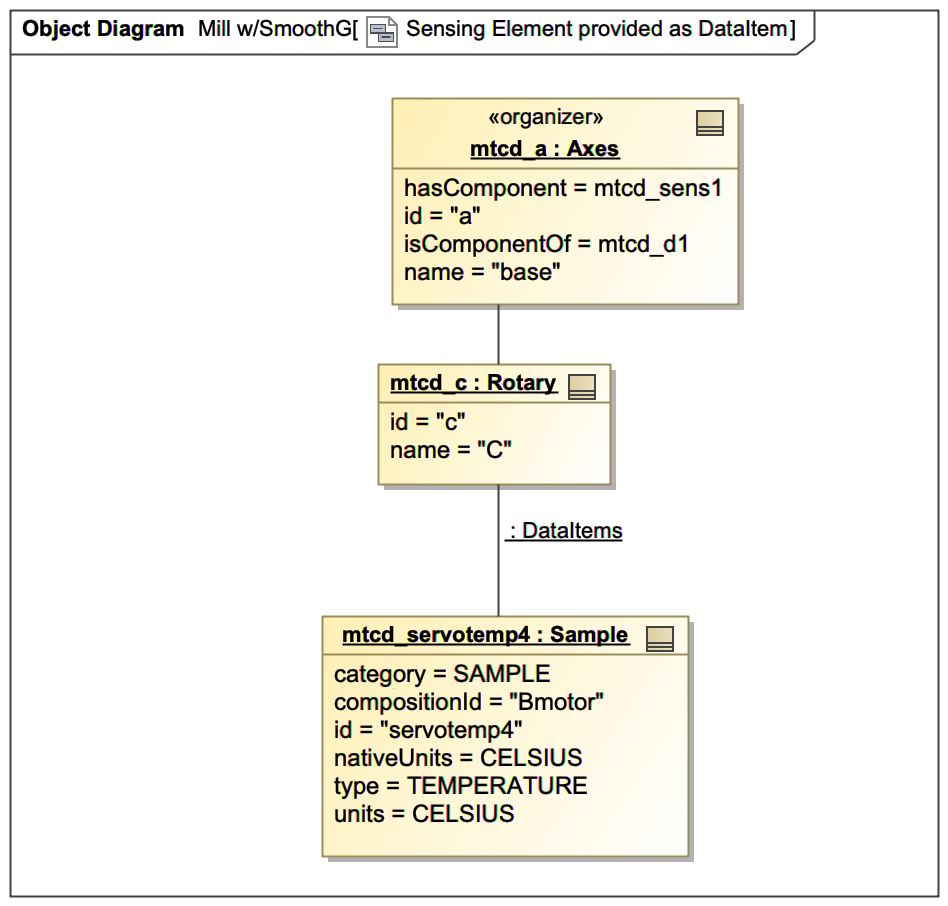 Object Diagram Mill w/SmoothG[ Sensing Element provided as DataItem]
«organizer»
mtcd_a : Axes
hasComponent = mtcd_sens1
id = "a"
isComponentOf = mtcd_d1
name = "base"
mtcd_c : Rotary
id = "c"
name = "C"
: DataItems
mtcd_servotemp4 : Sample
category = SAMPLE
compositionId = "Bmotor"
id = "servotemp4"
nativeUnits = CELSIUS
type = TEMPERATURE
units = CELSIUS